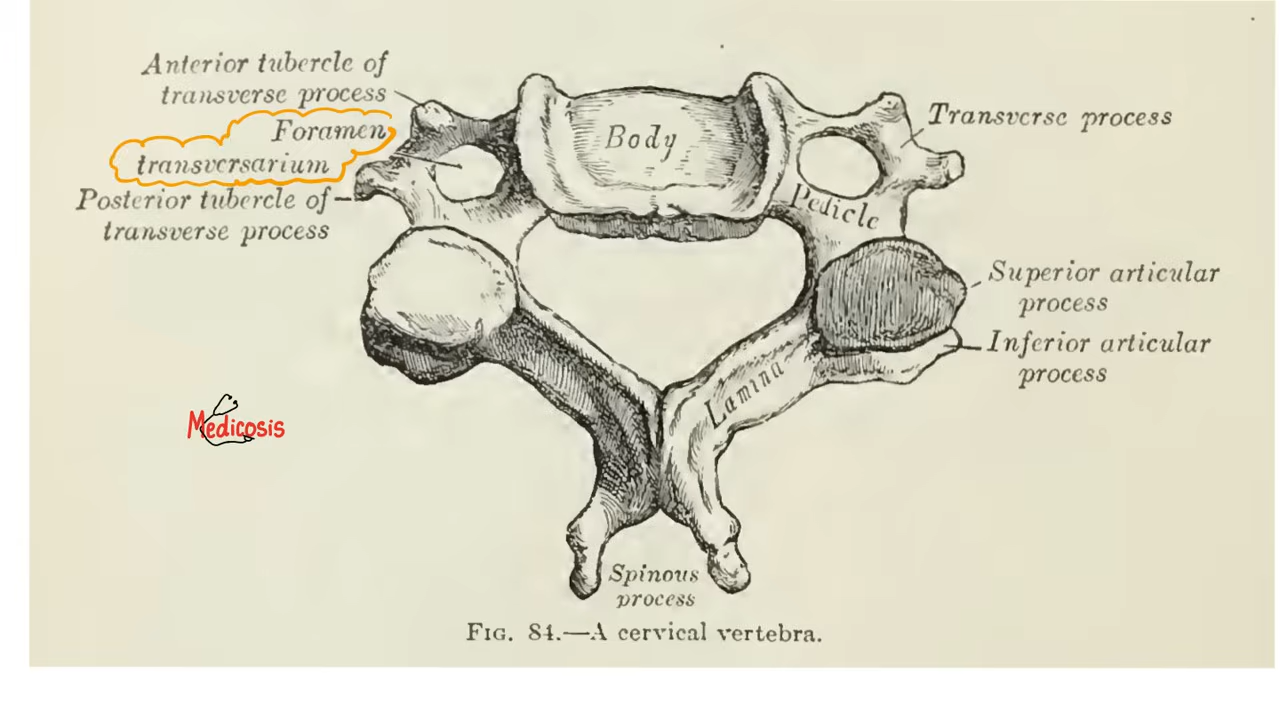 Anterior tubercle of
transverse process
Foramen
transversarium
Posterior tubercle of
transverse process
Body
Pedicle
Transverse process
Superior articular
process
Inferior articular
process
Lamina
Medicosis
Spinous
process
FIG. 84.—A cervical vertebra.